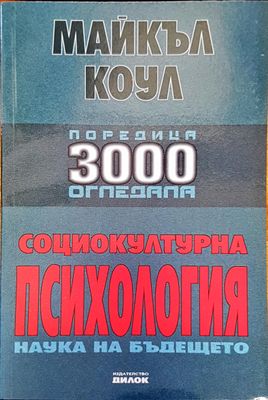 МАЙКЪЛ
КОУЛ
ПОРЕДИЦА
3000
ОГЛЕДАЛА
СОЦИОКУЛТУРНА
ПСИХОЛОГИЯ
НАУКА НА БЪДЕЩЕТО
ИЗДАТЕЛСТВО
ДИЛОК